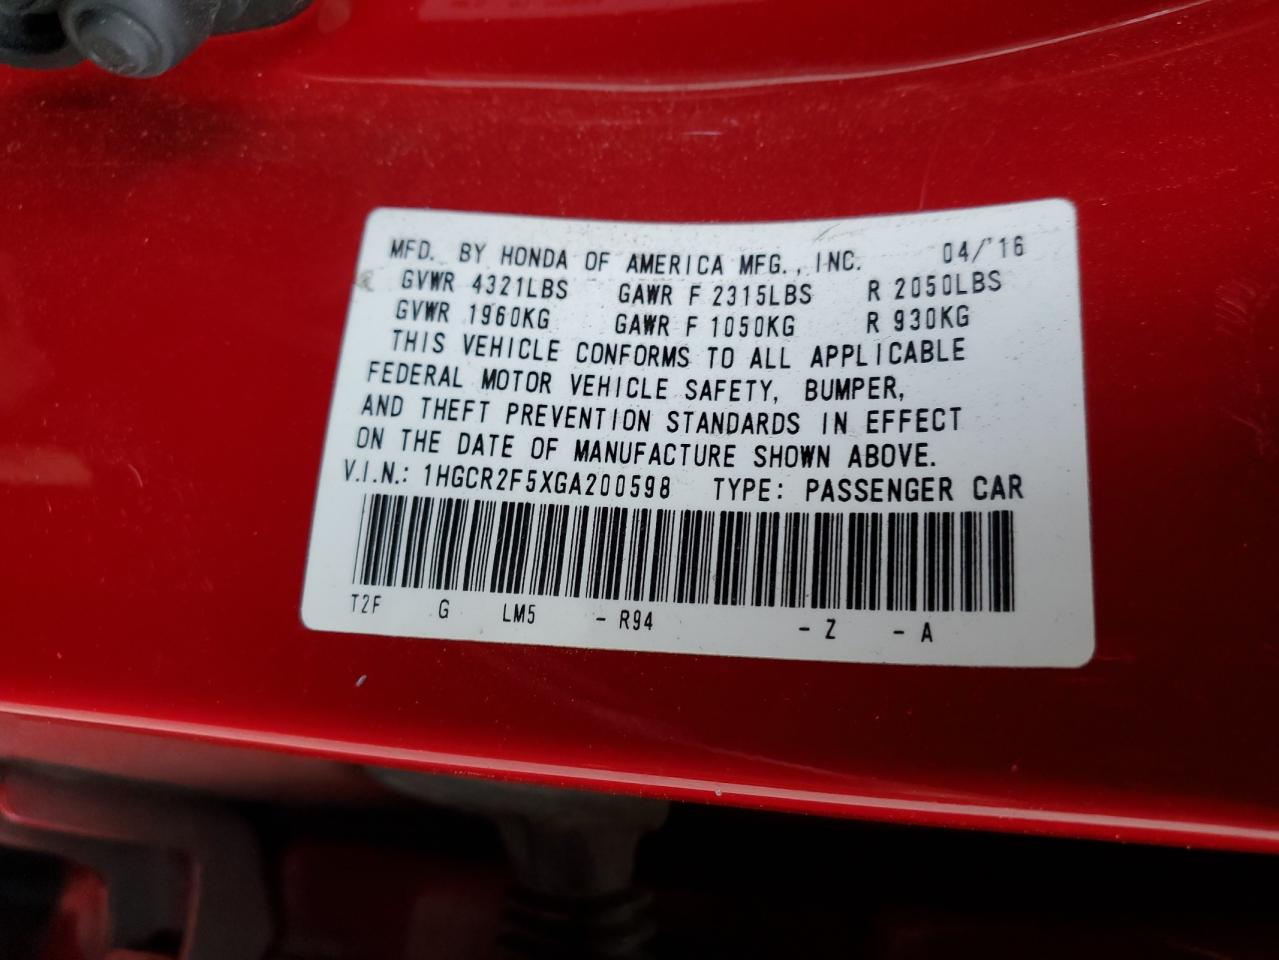 MFD. BY HONDA OF AMERICA MFG., INC. 04/'16
GVWR 4321LBS GAWR F 2315LBS R 2050LBS
GVWR 1960KG GAWR F 1050KG R 930KG
THIS VEHICLE CONFORMS TO ALL APPLICABLE
FEDERAL MOTOR VEHICLE SAFETY, BUMPER,
AND THEFT PREVENTION STANDARDS IN EFFECT
ON THE DATE OF MANUFACTURE SHOWN ABOVE.
V.I.N.: 1HGCR2F5XGA200598 TYPE: PASSENGER CAR
T2F G LM5 - R94 - Z - A